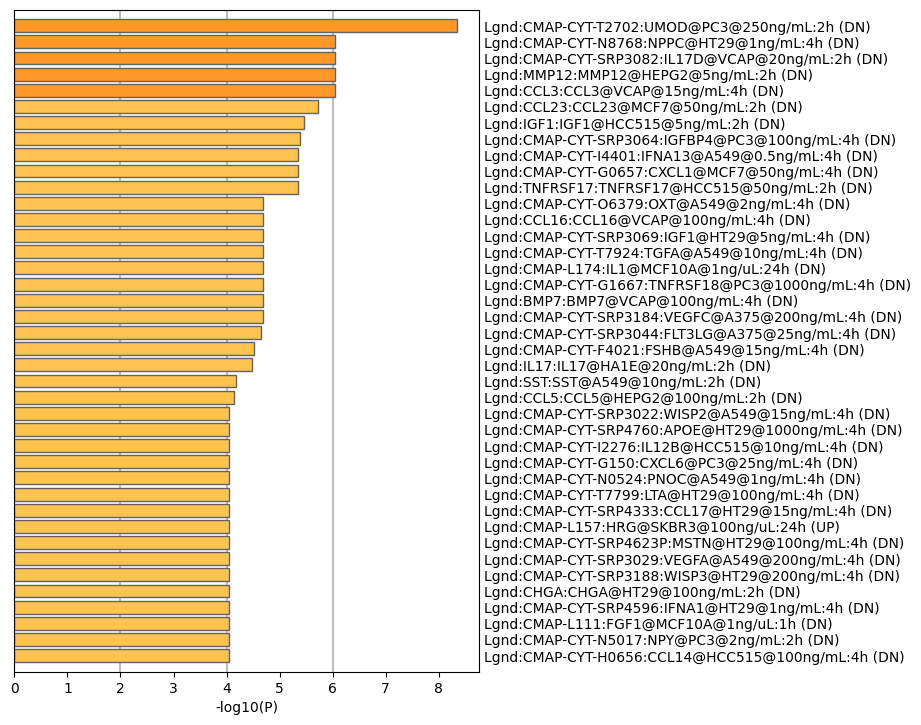 Lgnd:CMAP-CYT-T2702:UMOD@PC3@250ng/mL:2h (DN)
Lgnd:CMAP-CYT-N8768:NPPC@HT29@1ng/mL:4h (DN)
Lgnd:CMAP-CYT-SRP3082:IL17D@VCAP@20ng/mL:2h (DN)
Lgnd:MMP12:MMP12@HEPG2@5ng/mL:2h (DN)
Lgnd:CCL3:CCL3@VCAP@15ng/mL:4h (DN)
Lgnd:CCL23:CCL23@MCF7@50ng/mL:2h (DN)
Lgnd:IGF1:IGF1@HCC515@5ng/mL:2h (DN)
Lgnd:CMAP-CYT-SRP3064:IGFBP4@PC3@100ng/mL:4h (DN)
Lgnd:CMAP-CYT-I4401:IFNA13@A549@0.5ng/mL:4h (DN)
Lgnd:CMAP-CYT-G0657:CXCL1@MCF7@50ng/mL:4h (DN)
Lgnd:TNFRSF17:TNFRSF17@HCC515@50ng/mL:2h (DN)
Lgnd:CMAP-CYT-O6379:OXT@A549@2ng/mL:4h (DN)
Lgnd:CCL16:CCL16@VCAP@100ng/mL:4h (DN)
Lgnd:CMAP-CYT-SRP3069:IGF1@HT29@5ng/mL:4h (DN)
Lgnd:CMAP-CYT-T7924:TGFA@A549@10ng/mL:4h (DN)
Lgnd:CMAP-L174:IL1@MCF10A@1ng/uL:24h (DN)
Lgnd:CMAP-CYT-G1667:TNFRSF18@PC3@1000ng/mL:4h (DN)
Lgnd:BMP7:BMP7@VCAP@100ng/mL:4h (DN)
Lgnd:CMAP-CYT-SRP3184:VEGFC@A375@200ng/mL:4h (DN)
Lgnd:CMAP-CYT-SRP3044:FLT3LG@A375@25ng/mL:4h (DN)
Lgnd:CMAP-CYT-F4021:FSHB@A549@15ng/mL:4h (DN)
Lgnd:IL17:IL17@HA1E@20ng/mL:2h (DN)
Lgnd:SST:SST@A549@10ng/mL:2h (DN)
Lgnd:CCL5:CCL5@HEPG2@100ng/mL:2h (DN)
Lgnd:CMAP-CYT-SRP3022:WISP2@A549@15ng/mL:4h (DN)
Lgnd:CMAP-CYT-SRP4760:APOE@HT29@1000ng/mL:4h (DN)
Lgnd:CMAP-CYT-I2276:IL12B@HCC515@10ng/mL:4h (DN)
Lgnd:CMAP-CYT-G150:CXCL6@PC3@25ng/mL:4h (DN)
Lgnd:CMAP-CYT-N0524:PNOC@A549@1ng/mL:4h (DN)
Lgnd:CMAP-CYT-T7799:LTA@HT29@100ng/mL:4h (DN)
Lgnd:CMAP-CYT-SRP4333:CCL17@HT29@15ng/mL:4h (DN)
Lgnd:CMAP-L157:HRG@SKBR3@100ng/uL:24h (UP)
Lgnd:CMAP-CYT-SRP4623P:MSTN@HT29@100ng/mL:4h (DN)
Lgnd:CMAP-CYT-SRP3029:VEGFA@A549@200ng/mL:4h (DN)
Lgnd:CMAP-CYT-SRP3188:WISP3@HT29@200ng/mL:4h (DN)
Lgnd:CHGA:CHGA@HT29@100ng/mL:2h (DN)
Lgnd:CMAP-CYT-SRP4596:IFNA1@HT29@1ng/mL:4h (DN)
Lgnd:CMAP-L111:FGF1@MCF10A@1ng/uL:1h (DN)
Lgnd:CMAP-CYT-N5017:NPY@PC3@2ng/mL:2h (DN)
Lgnd:CMAP-CYT-H0656:CCL14@HCC515@100ng/mL:4h (DN)
0 1 2 3 4 5 6 7 8
-log10(P)